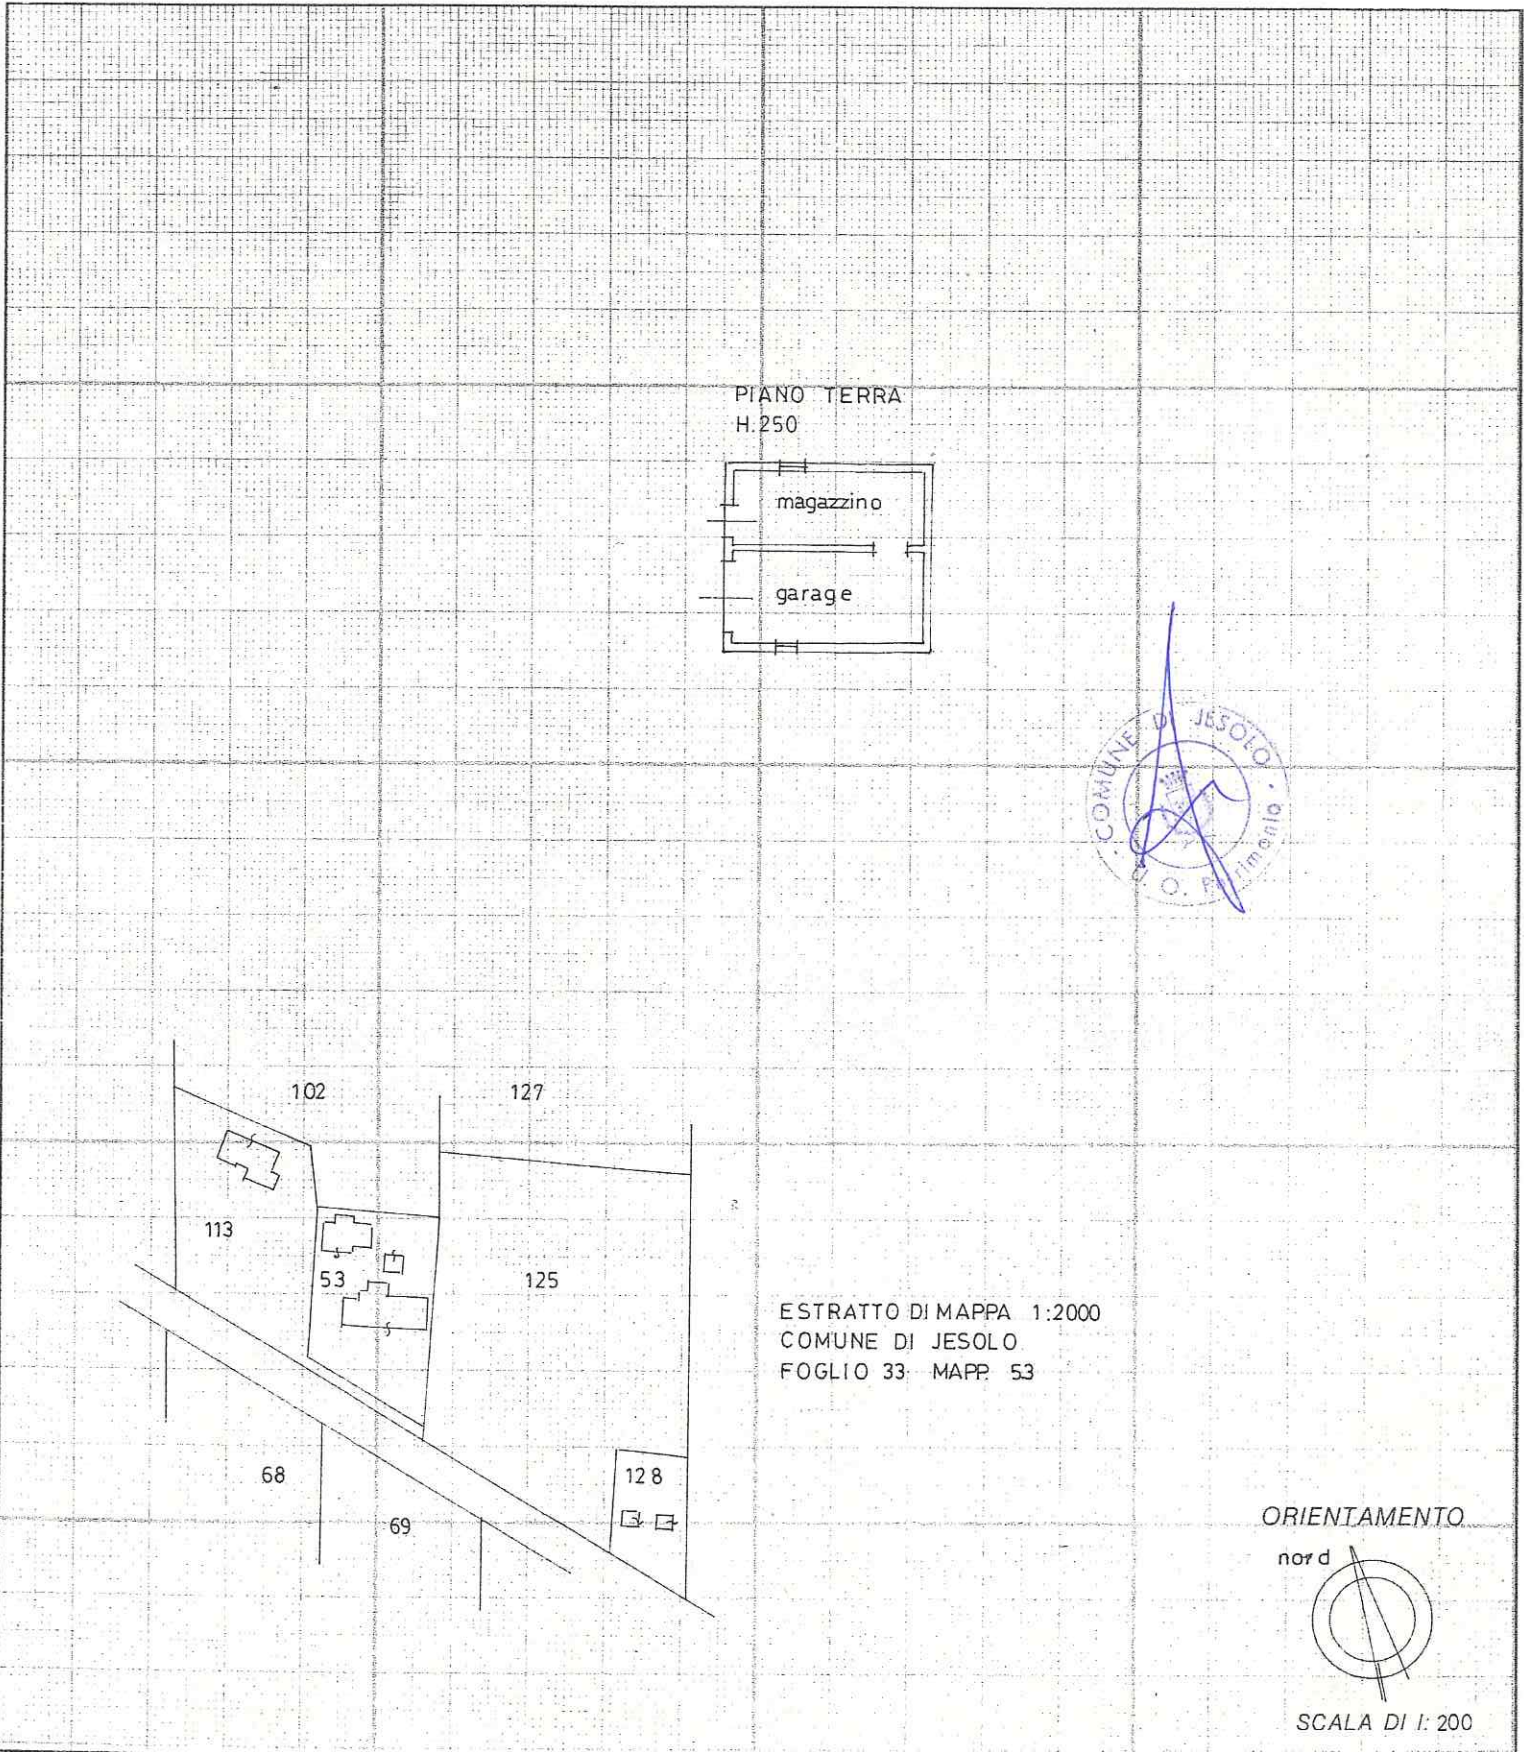 PIANO TERRA
H.250
magazzino
garage
COMUNE DI JESOLO
U.O. Patrimonio
102
127
113
53
125
ESTRATTO DI MAPPA 1:2000
COMUNE DI JESOLO
FOGLIO 33 MAPP. 53
68
128
69
ORIENTAMENTO
nord
SCALA DI 1:200